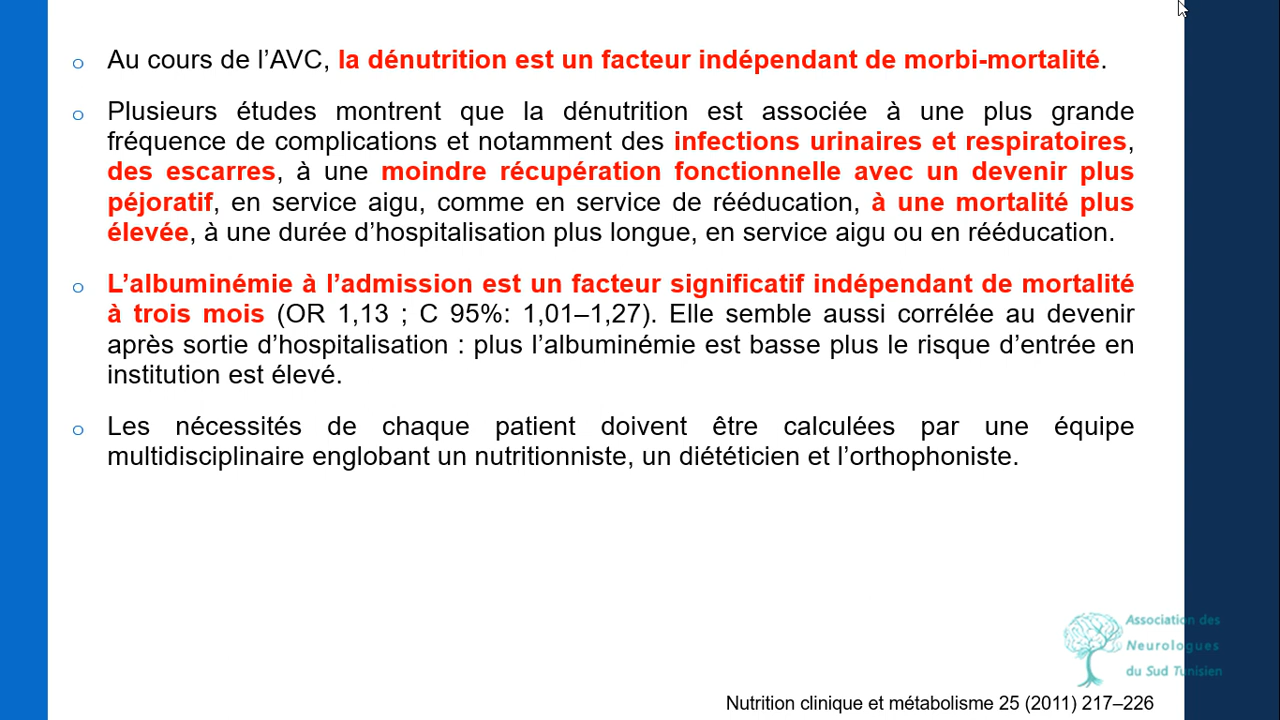 o Au cours de l’AVC, la dénutrition est un facteur indépendant de morbi-mortalité.
o Plusieurs études montrent que la dénutrition est associée à une plus grande
fréquence de complications et notamment des infections urinaires et respiratoires,
des escarres, à une moindre récupération fonctionnelle avec un devenir plus
péjoratif, en service aigu, comme en service de rééducation, à une mortalité plus
élevée, à une durée d’hospitalisation plus longue, en service aigu ou en rééducation.
o L’albuminémie à l’admission est un facteur significatif indépendant de mortalité
à trois mois (OR 1,13 ; C 95%: 1,01–1,27). Elle semble aussi corrélée au devenir
après sortie d’hospitalisation : plus l’albuminémie est basse plus le risque d’entrée en
institution est élevé.
o Les nécessités de chaque patient doivent être calculées par une équipe
multidisciplinaire englobant un nutritionniste, un diététicien et l’orthophoniste.
Association des
Neurologues
du Sud Tunisien
Nutrition clinique et métabolisme 25 (2011) 217–226